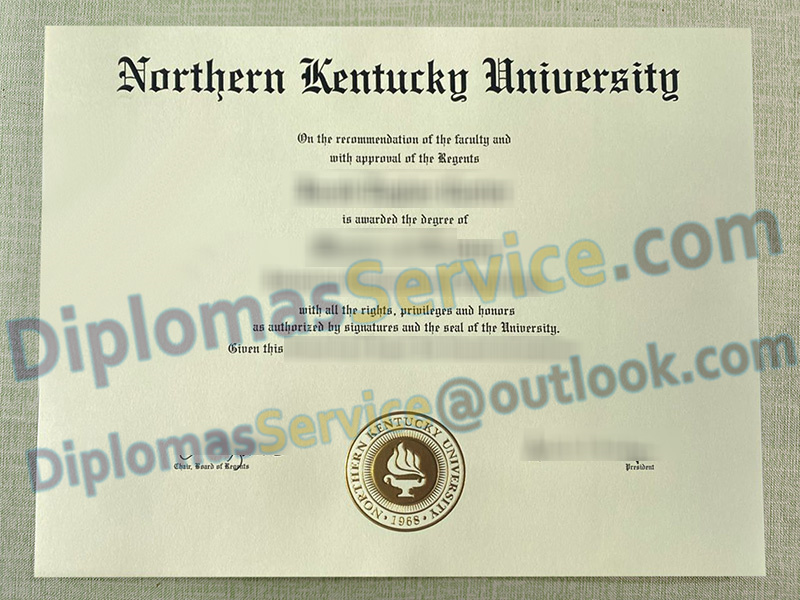 Northern Kentucky University
On the recommendation of the faculty and
with approval of the Regents
is awarded the degree of
DiplomasService.com
with all the rights, privileges and honors
as authorized by signatures and the seal of the University.
Given this
DiplomasService@outlook.com
Chair, Board of Regents
President
NORTHERN KENTUCKY UNIVERSITY
• 1968 •